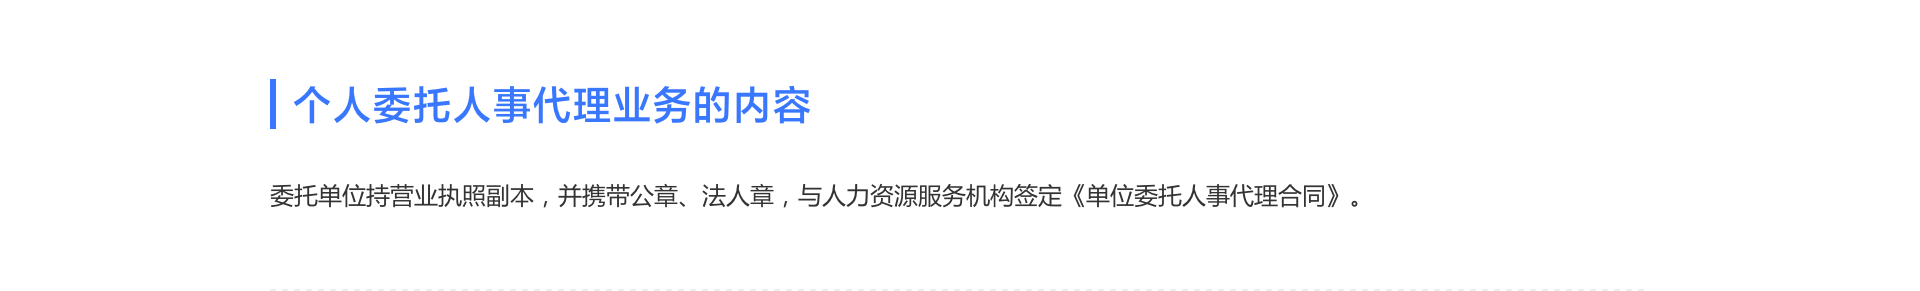 个人委托人事代理业务的内容
委托单位持营业执照副本，并携带公章、法人章，与人力资源服务机构签定《单位委托人事代理合同》。